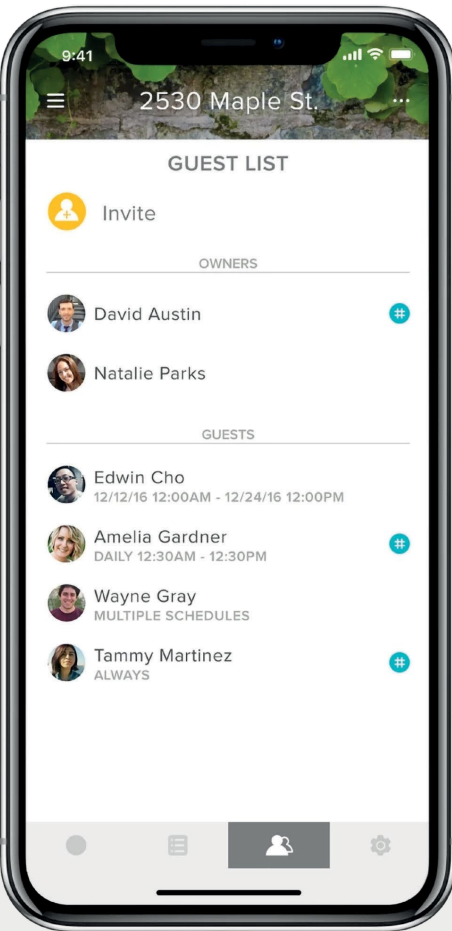 9:41
2530 Maple St.
GUEST LIST
Invite
OWNERS
David Austin
#
Natalie Parks
GUESTS
Edwin Cho
12/12/16 12:00AM - 12/24/16 12:00PM
Amelia Gardner
DAILY 12:30AM - 12:30PM
#
Wayne Gray
MULTIPLE SCHEDULES
Tammy Martinez
ALWAYS
#